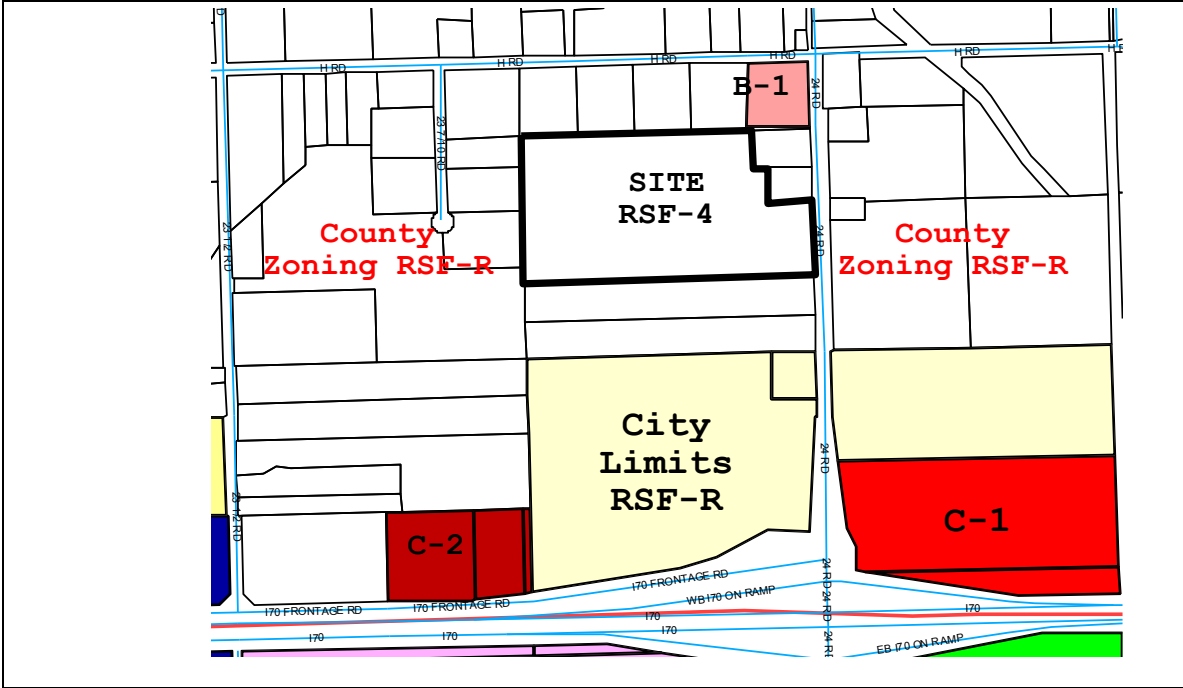 D
H RD
H RD
H RD
H RD
H RD
H R
B-1
24 RD
23 7/10 RD
SITE
RSF-4
County
Zoning RSF-R
County
Zoning RSF-R
23 1/2 RD
24 RD
City
Limits
RSF-R
24 RD
C-1
C-2
23 1/2 RD
24 RD
24 RD
I70 FRONTAGE RD
WB I70 ON RAMP
I70 FRONTAGE RD
I70 FRONTAGE RD
I70
I70
I70
I70
I70
24 R
EB I70 ON RAMP